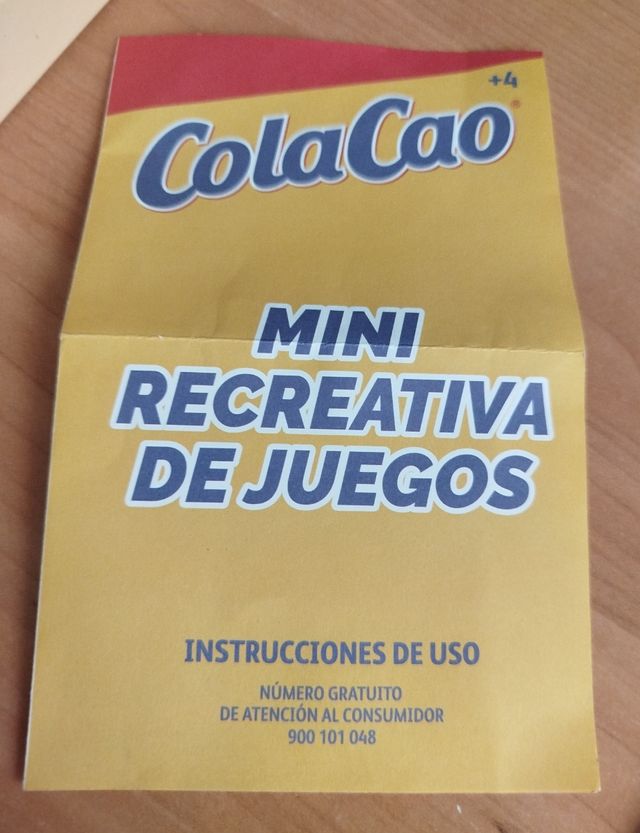 +4
ColaCao®
MINI
RECREATIVA
DE JUEGOS
INSTRUCCIONES DE USO
NÚMERO GRATUITO
DE ATENCIÓN AL CONSUMIDOR
900 101 048